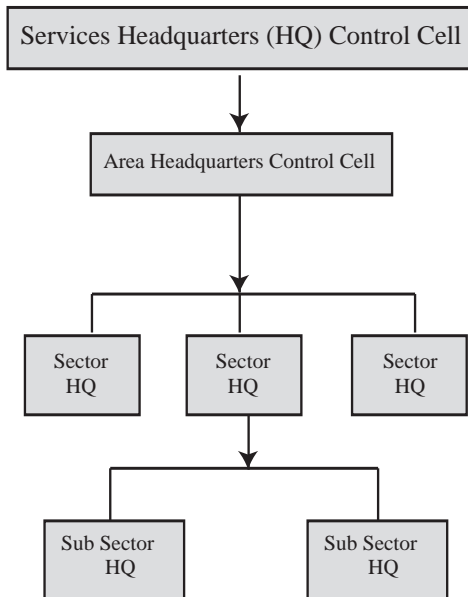 Services Headquarters (HQ) Control Cell
Area Headquarters Control Cell
Sector
HQ
Sector
HQ
Sector
HQ
Sub Sector
HQ
Sub Sector
HQ